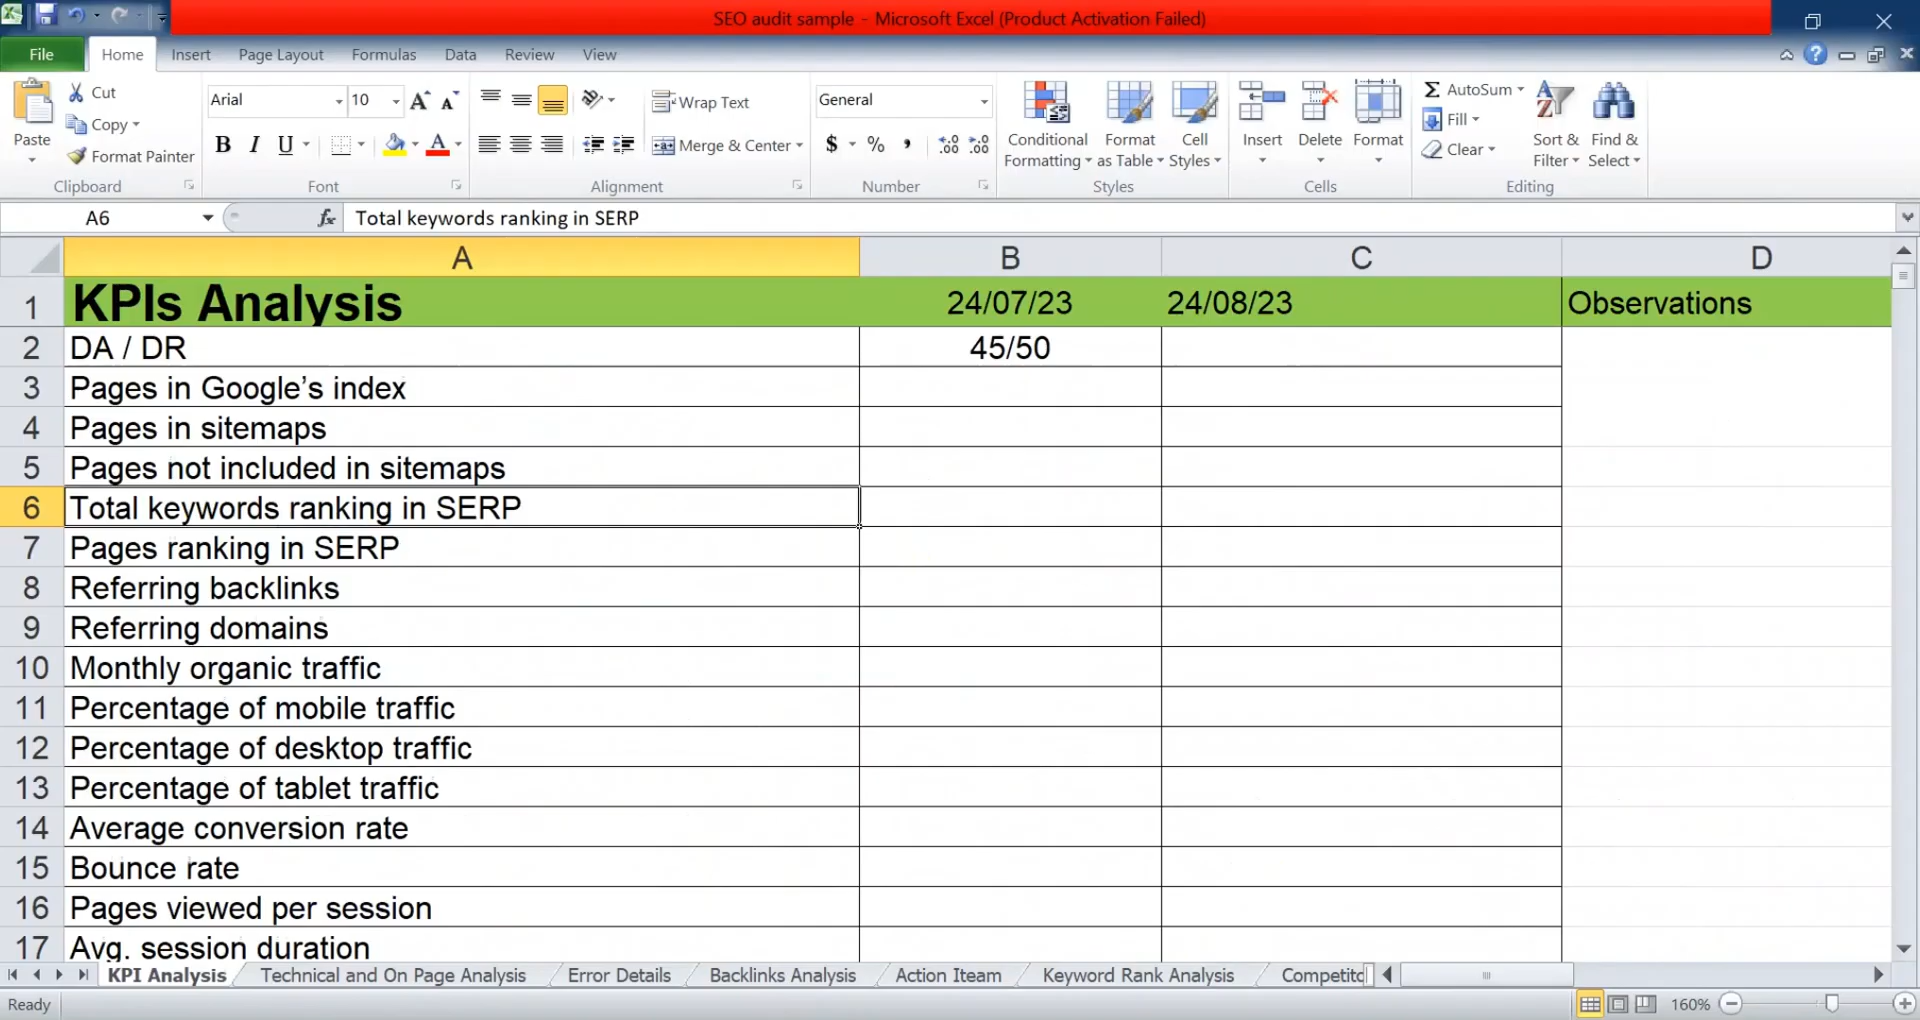 SEO audit sample - Microsoft Excel (Product Activation Failed)
File Home Insert Page Layout Formulas Data Review View
Paste
Cut
Copy
Format Painter
Clipboard
Arial 10
B I U
Font
Wrap Text
Merge & Center
Alignment
General
$ % ,
Number
Conditional Formatting
Format as Table
Cell Styles
Styles
Insert Delete Format
Cells
AutoSum
Fill
Clear
Sort & Filter
Find & Select
Editing
A6 fx Total keywords ranking in SERP
A B C D
1 KPIs Analysis 24/07/23 24/08/23 Observations
2 DA / DR 45/50
3 Pages in Google’s index
4 Pages in sitemaps
5 Pages not included in sitemaps
6 Total keywords ranking in SERP
7 Pages ranking in SERP
8 Referring backlinks
9 Referring domains
10 Monthly organic traffic
11 Percentage of mobile traffic
12 Percentage of desktop traffic
13 Percentage of tablet traffic
14 Average conversion rate
15 Bounce rate
16 Pages viewed per session
17 Avg. session duration
KPI Analysis Technical and On Page Analysis Error Details Backlinks Analysis Action Iteam Keyword Rank Analysis Competitc
Ready 160%